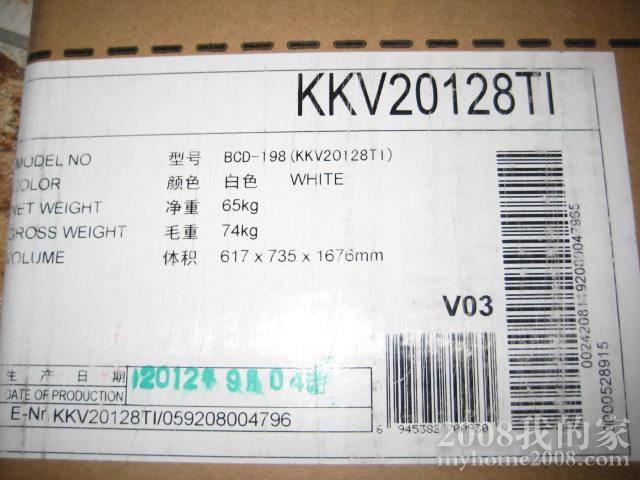 KKV20128TI
MODEL NO 型号 BCD-198(KKV20128TI)
COLOR 颜色 白色 WHITE
NET WEIGHT 净重 65kg
GROSS WEIGHT 毛重 74kg
VOLUME 体积 617 x 735 x 1676mm
V03
生产日期 2012年9月04
DATE OF PRODUCTION
E-Nr. KKV20128TI/059208004796
2008我的家
myhome2008.com